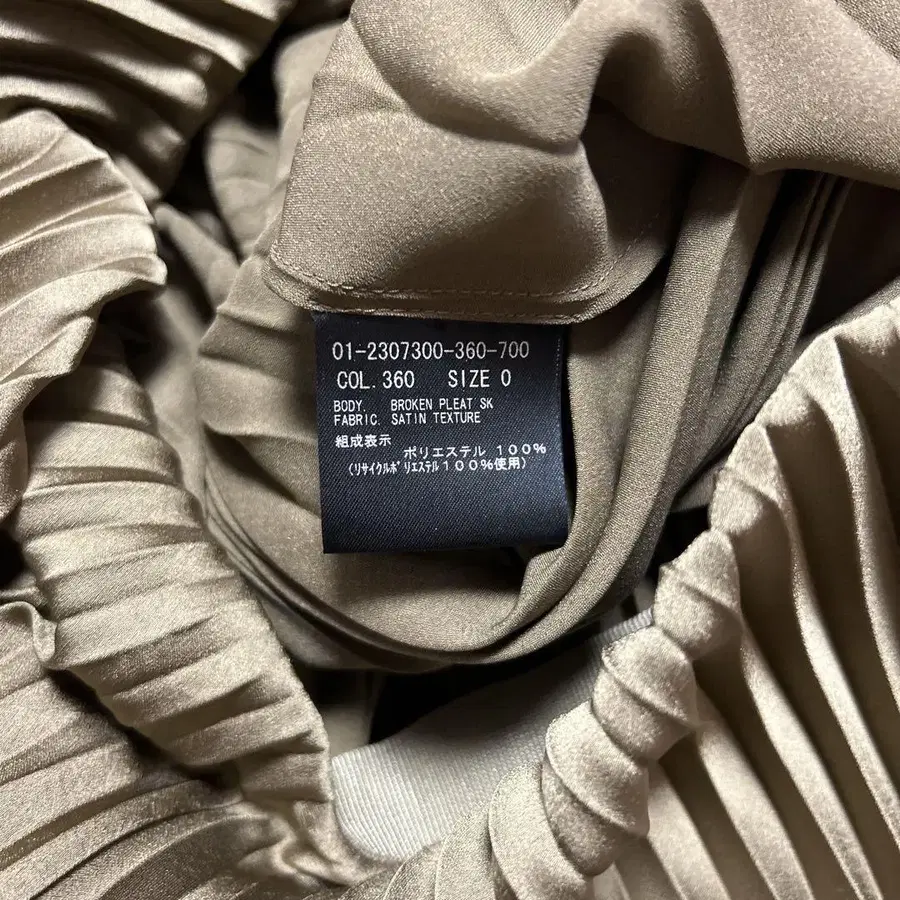 01-2307300-360-700
COL. 360 SIZE 0
BODY. BROKEN PLEAT SK
FABRIC. SATIN TEXTURE
組成表示
ポリエステル 100%
(リサイクルポリエステル100%使用)